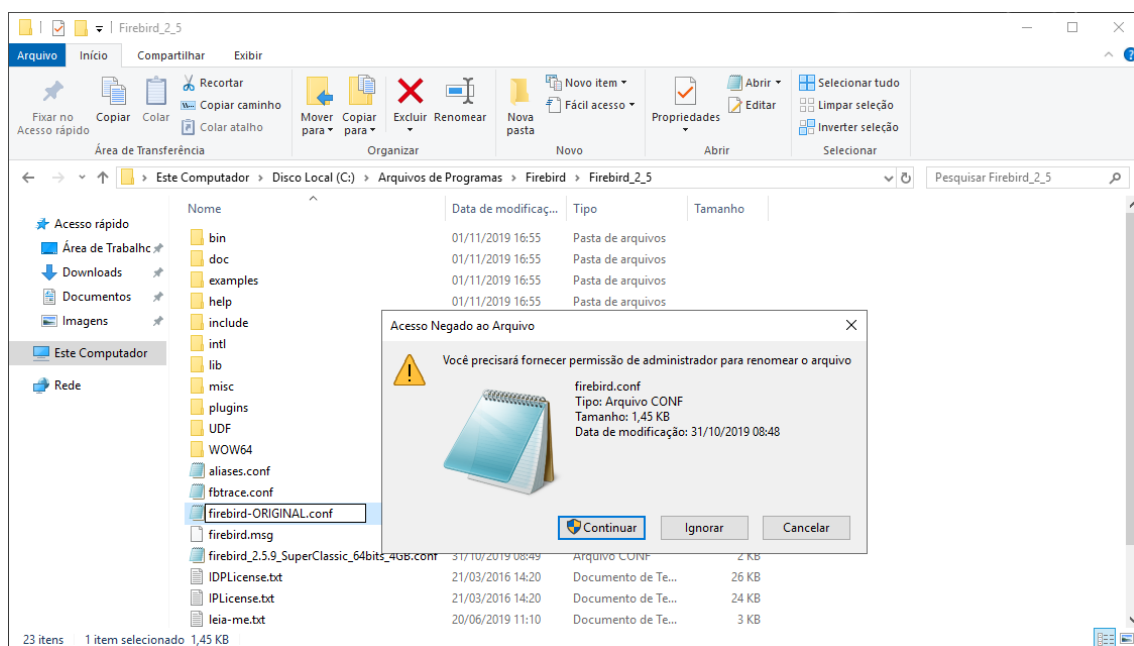 Firebird_2_5
Arquivo Início Compartilhar Exibir
Fixar no Acesso rápido
Copiar
Colar
Recortar
Copiar caminho
Colar atalho
Área de Transferência
Mover para
Copiar para
Excluir
Renomear
Organizar
Nova pasta
Novo item
Fácil acesso
Novo
Propriedades
Abrir
Editar
Abrir
Selecionar tudo
Limpar seleção
Inverter seleção
Selecionar
Este Computador > Disco Local (C:) > Arquivos de Programas > Firebird > Firebird_2_5
Pesquisar Firebird_2_5
Acesso rápido
Área de Trabalhc
Downloads
Documentos
Imagens
Este Computador
Rede
Nome Data de modificaç... Tipo Tamanho
bin 01/11/2019 16:55 Pasta de arquivos
doc 01/11/2019 16:55 Pasta de arquivos
examples 01/11/2019 16:55 Pasta de arquivos
help 01/11/2019 16:55 Pasta de arquivos
include
intl
lib
misc
plugins
UDF
WOW64
aliases.conf
fbtrace.conf
firebird-ORIGINAL.conf
firebird.msg
firebird_2.5.9_SuperClassic_64bits_4GB.conf 31/10/2019 08:49 Arquivo CONF 2 KB
IDPLicense.txt 21/03/2016 14:20 Documento de Te... 26 KB
IPLicense.txt 21/03/2016 14:20 Documento de Te... 24 KB
leia-me.txt 20/06/2019 11:10 Documento de Te... 3 KB
Acesso Negado ao Arquivo
Você precisará fornecer permissão de administrador para renomear o arquivo
firebird.conf
Tipo: Arquivo CONF
Tamanho: 1,45 KB
Data de modificação: 31/10/2019 08:48
Continuar Ignorar Cancelar
23 itens 1 item selecionado 1,45 KB